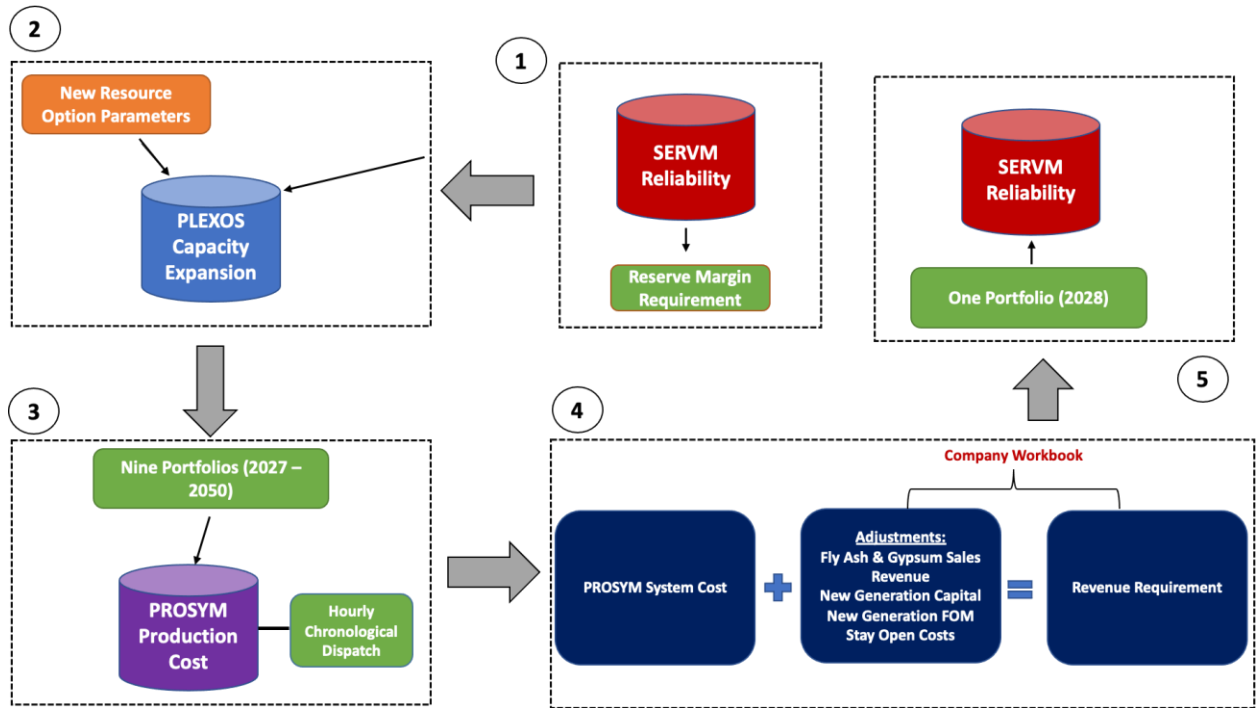 2
New Resource
Option Parameters
PLEXOS
Capacity
Expansion
1
SERVM
Reliability
Reserve Margin
Requirement
SERVM
Reliability
One Portfolio (2028)
5
3
Nine Portfolios (2027 –
2050)
PROSYM
Production
Cost
Hourly
Chronological
Dispatch
4
Company Workbook
PROSYM System Cost
Adjustments:
Fly Ash & Gypsum Sales
Revenue
New Generation Capital
New Generation FOM
Stay Open Costs
Revenue Requirement